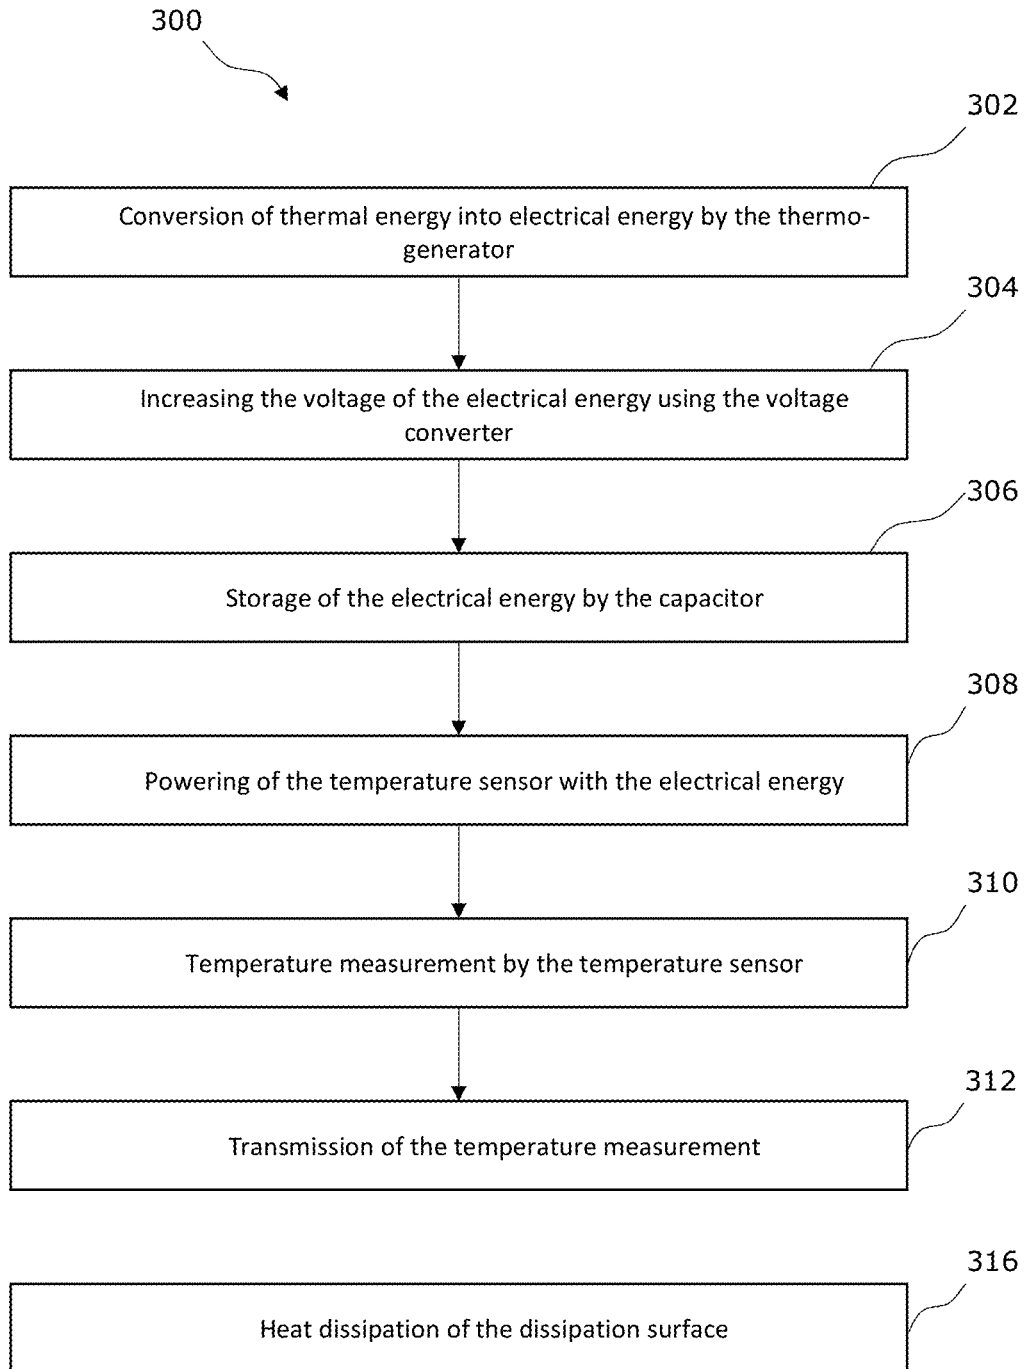 300
302
Conversion of thermal energy into electrical energy by the thermo-
generator
304
Increasing the voltage of the electrical energy using the voltage
converter
306
Storage of the electrical energy by the capacitor
308
Powering of the temperature sensor with the electrical energy
310
Temperature measurement by the temperature sensor
312
Transmission of the temperature measurement
316
Heat dissipation of the dissipation surface